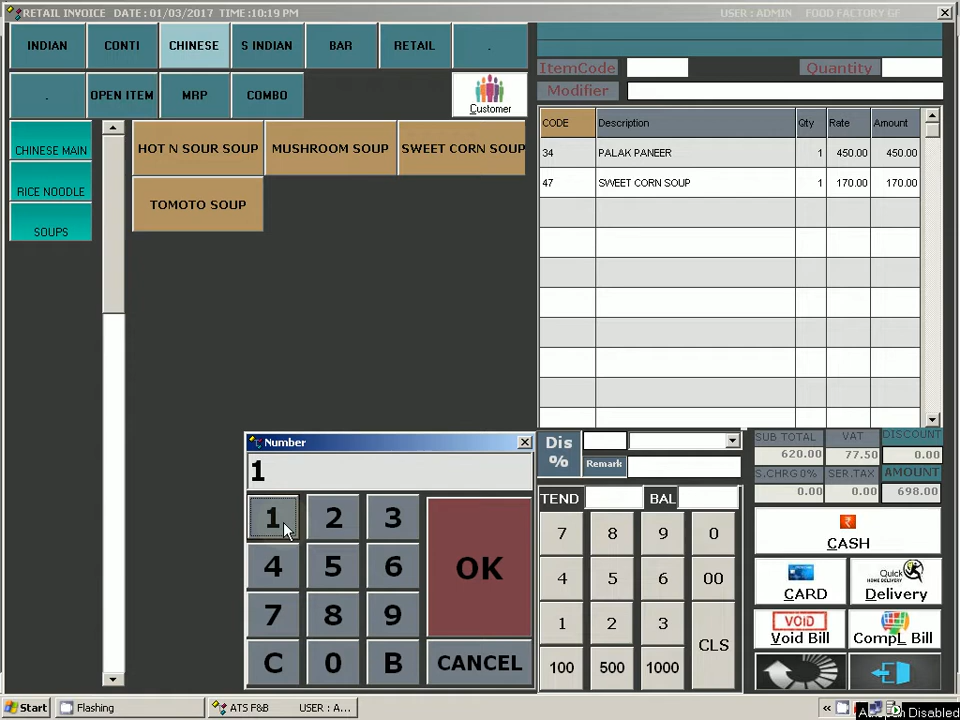 RETAIL INVOICE DATE : 01/03/2017 TIME :10:19 PM
USER : ADMIN FOOD FACTORY GF
INDIAN
CONTI
CHINESE
S INDIAN
BAR
RETAIL
.
.
OPEN ITEM
MRP
COMBO
Customer
CHINESE MAIN
RICE NOODLE
SOUPS
HOT N SOUR SOUP
MUSHROOM SOUP
SWEET CORN SOUP
TOMOTO SOUP
ItemCode
Quantity
Modifier
CODE Description Qty Rate Amount
34 PALAK PANEER 1 450.00 450.00
47 SWEET CORN SOUP 1 170.00 170.00
Number
1
1 2 3
4 5 6
OK
7 8 9
C 0 B
CANCEL
Dis %
Remark
TEND
BAL
7 8 9 0
4 5 6 00
1 2 3
CLS
100 500 1000
SUB TOTAL VAT DISCOUNT
620.00 77.50 0.00
S.CHRG 0% SER.TAX AMOUNT
0.00 0.00 698.00
CASH
CARD
Quick
HOME DELIVERY
Delivery
VOID
Void Bill
CompL Bill
Start
Flashing
ATS F&B USER : A...
«
Disabled